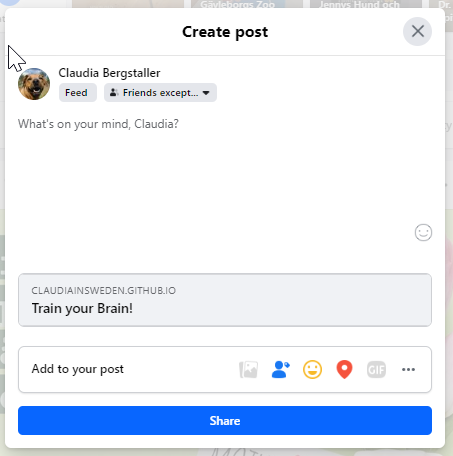 Gävleborgs Zoo
Jennys Hund och
Dr.
Create post
Claudia Bergstaller
Feed
Friends except...
What's on your mind, Claudia?
CLAUDIAINSWEDEN.GITHUB.IO
Train your Brain!
Add to your post
GIF
Share